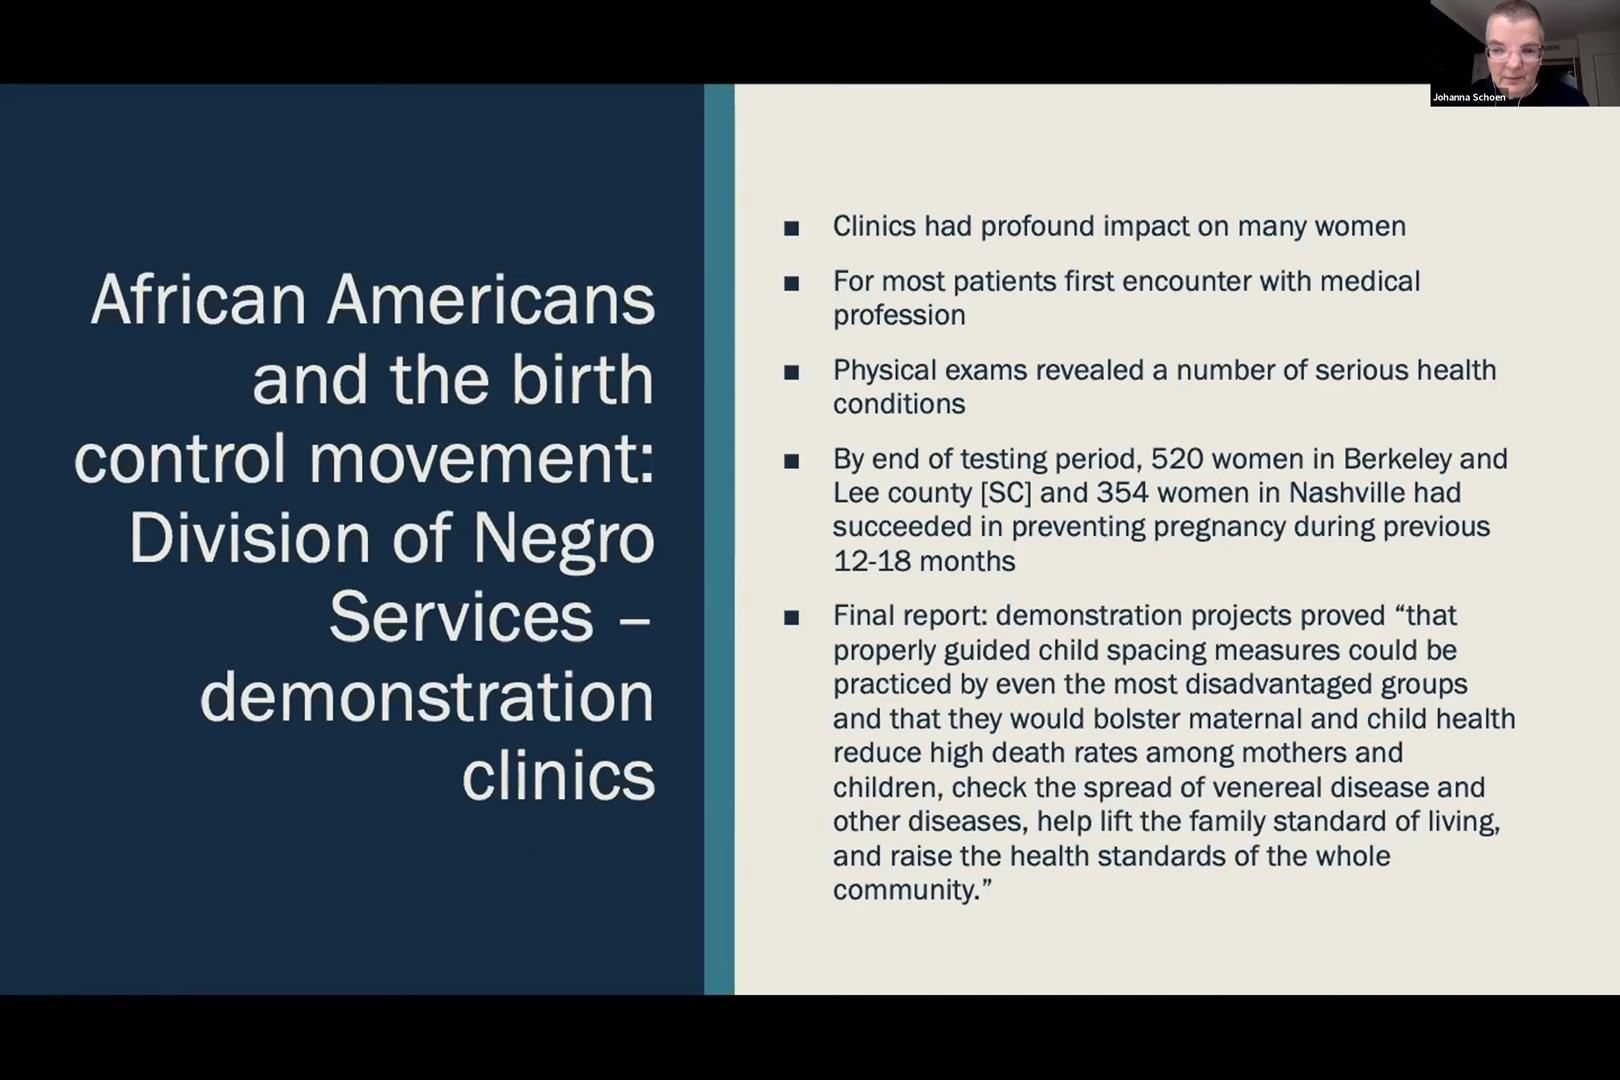 Johanna Schoen
African Americans
and the birth
control movement:
Division of Negro
Services –
demonstration
clinics
■ Clinics had profound impact on many women
■ For most patients first encounter with medical
profession
■ Physical exams revealed a number of serious health
conditions
■ By end of testing period, 520 women in Berkeley and
Lee county [SC] and 354 women in Nashville had
succeeded in preventing pregnancy during previous
12-18 months
■ Final report: demonstration projects proved “that
properly guided child spacing measures could be
practiced by even the most disadvantaged groups
and that they would bolster maternal and child health
reduce high death rates among mothers and
children, check the spread of venereal disease and
other diseases, help lift the family standard of living,
and raise the health standards of the whole
community.”